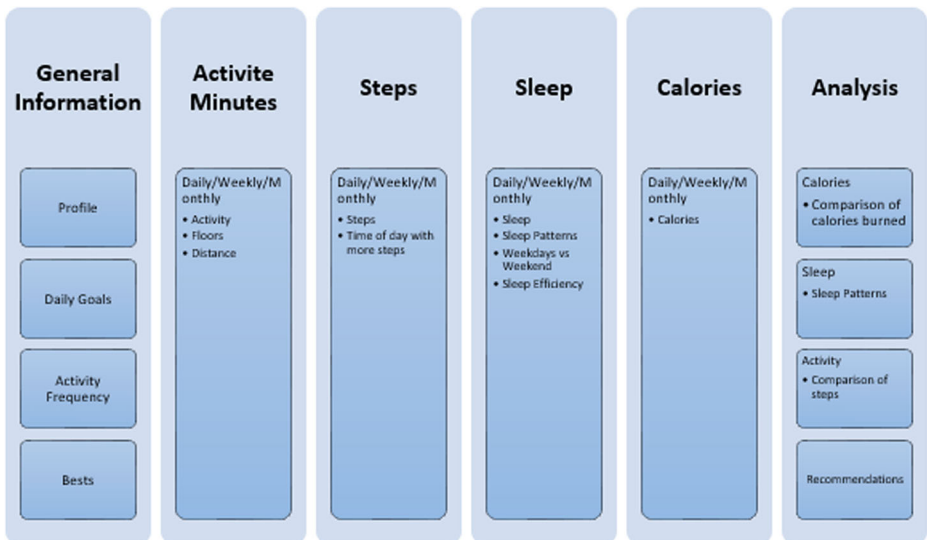 General
Information
Profile
Daily Goals
Activity
Frequency
Bests
Activite
Minutes
Daily/Weekly/M
onthly
• Activity
• Floors
• Distance
Steps
Daily/Weekly/M
onthly
• Steps
• Time of day with
more steps
Sleep
Daily/Weekly/M
onthly
• Sleep
• Sleep Patterns
• Weekdays vs
Weekend
• Sleep Efficiency
Calories
Daily/Weekly/M
onthly
• Calories
Analysis
Calories
• Comparison of
calories burned
Sleep
• Sleep Patterns
Activity
• Comparison of
steps
Recommendations